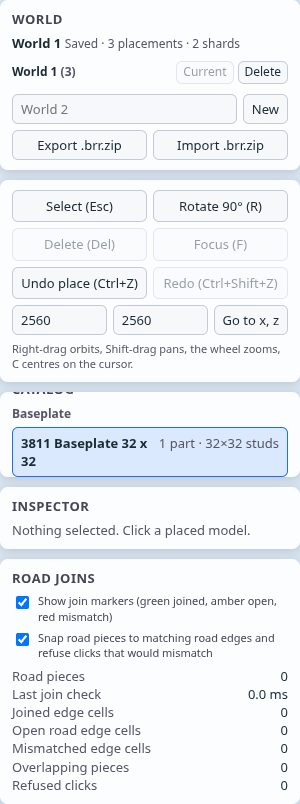 WORLD
World 1 Saved · 3 placements · 2 shards
World 1 (3) Current Delete
World 2 New
Export .brr.zip Import .brr.zip
Select (Esc) Rotate 90° (R)
Delete (Del) Focus (F)
Undo place (Ctrl+Z) Redo (Ctrl+Shift+Z)
2560 2560 Go to x, z
Right-drag orbits, Shift-drag pans, the wheel zooms,
C centres on the cursor.
CATALOG
Baseplate
3811 Baseplate 32 x 1 part · 32×32 studs
32
INSPECTOR
Nothing selected. Click a placed model.
ROAD JOINS
Show join markers (green joined, amber open,
red mismatch)
Snap road pieces to matching road edges and
refuse clicks that would mismatch
Road pieces 0
Last join check 0.0 ms
Joined edge cells 0
Open road edge cells 0
Mismatched edge cells 0
Overlapping pieces 0
Refused clicks 0